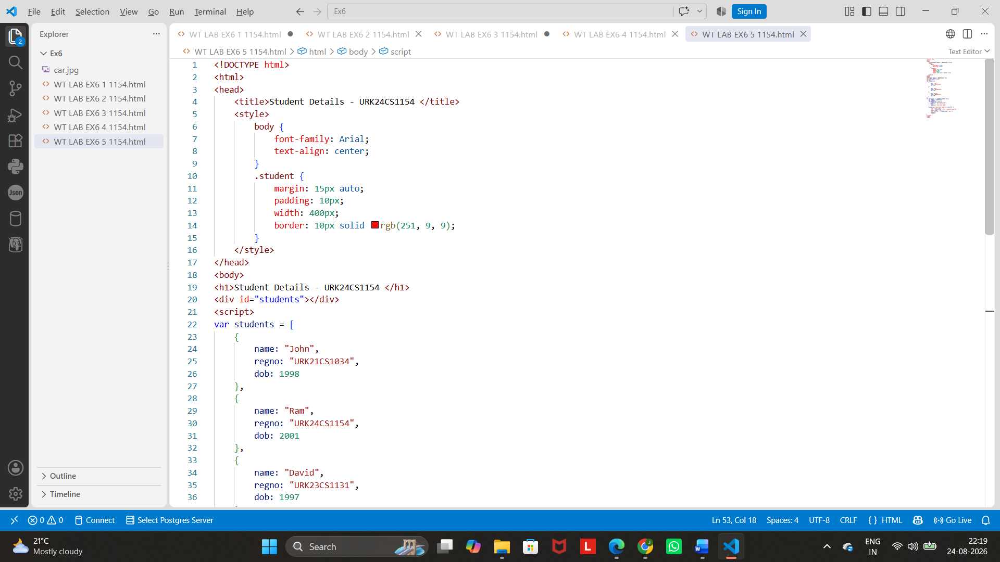 File Edit Selection View Go Run Terminal Help
Ex6
Sign In
Explorer
WT LAB EX6 1 1154.html
WT LAB EX6 2 1154.html
WT LAB EX6 3 1154.html
WT LAB EX6 4 1154.html
WT LAB EX6 5 1154.html
2
Ex6
car.jpg
WT LAB EX6 1 1154.html
WT LAB EX6 2 1154.html
WT LAB EX6 3 1154.html
WT LAB EX6 4 1154.html
WT LAB EX6 5 1154.html
Json
Outline
Timeline
WT LAB EX6 5 1154.html > html > body > script
Text Editor
1 <!DOCTYPE html>
2 <html>
3 <head>
4 <title>Student Details - URK24CS1154 </title>
5 <style>
6 body {
7 font-family: Arial;
8 text-align: center;
9 }
10 .student {
11 margin: 15px auto;
12 padding: 10px;
13 width: 400px;
14 border: 10px solid rgb(251, 9, 9);
15 }
16 </style>
17 </head>
18 <body>
19 <h1>Student Details - URK24CS1154 </h1>
20 <div id="students"></div>
21 <script>
22 var students = [
23 {
24 name: "John",
25 regno: "URK21CS1034",
26 dob: 1998
27 },
28 {
29 name: "Ram",
30 regno: "URK24CS1154",
31 dob: 2001
32 },
33 {
34 name: "David",
35 regno: "URK23CS1131",
36 dob: 1997
0 0 Connect Select Postgres Server
Ln 53, Col 18 Spaces: 4 UTF-8 CRLF { } HTML Go Live
21°C
Mostly cloudy
Search
L
W
J
ENG
IN
22:19
24-08-2026